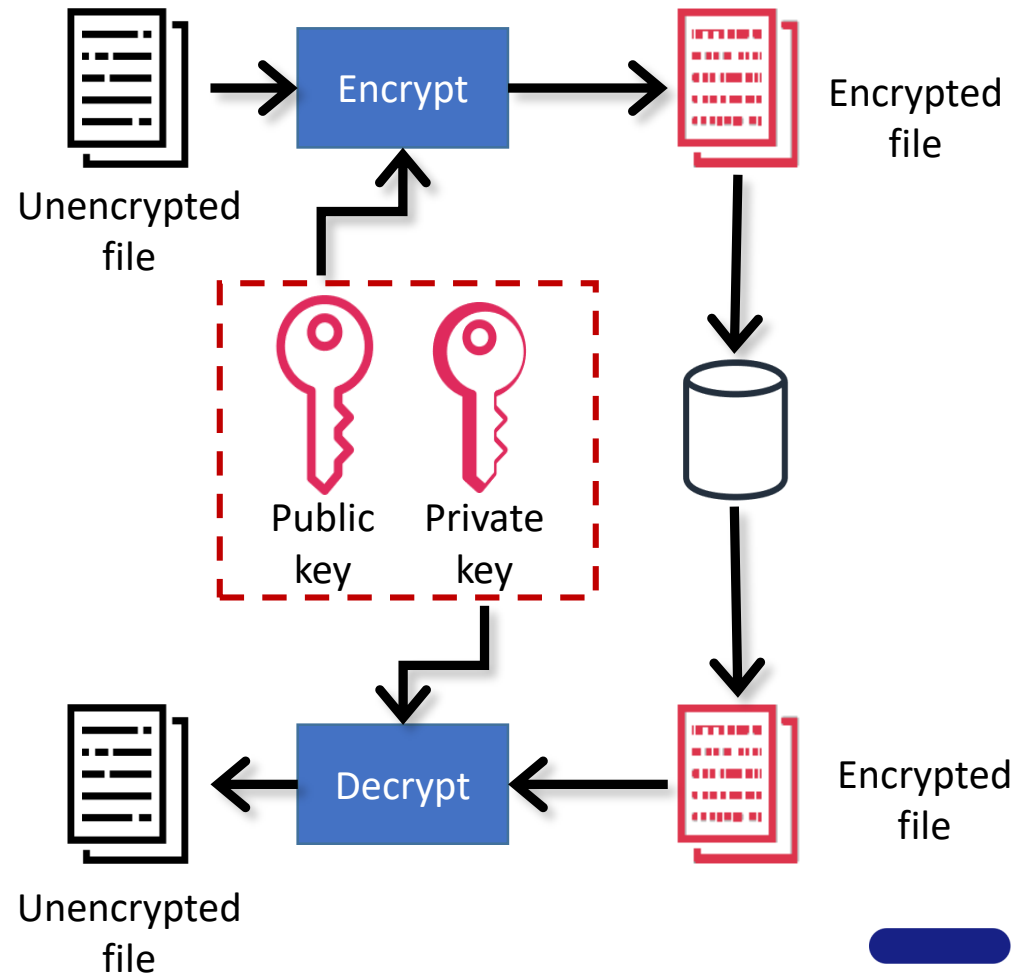 Encrypt
Encrypted
file
Unencrypted
file
Public
key
Private
key
Decrypt
Encrypted
file
Unencrypted
file